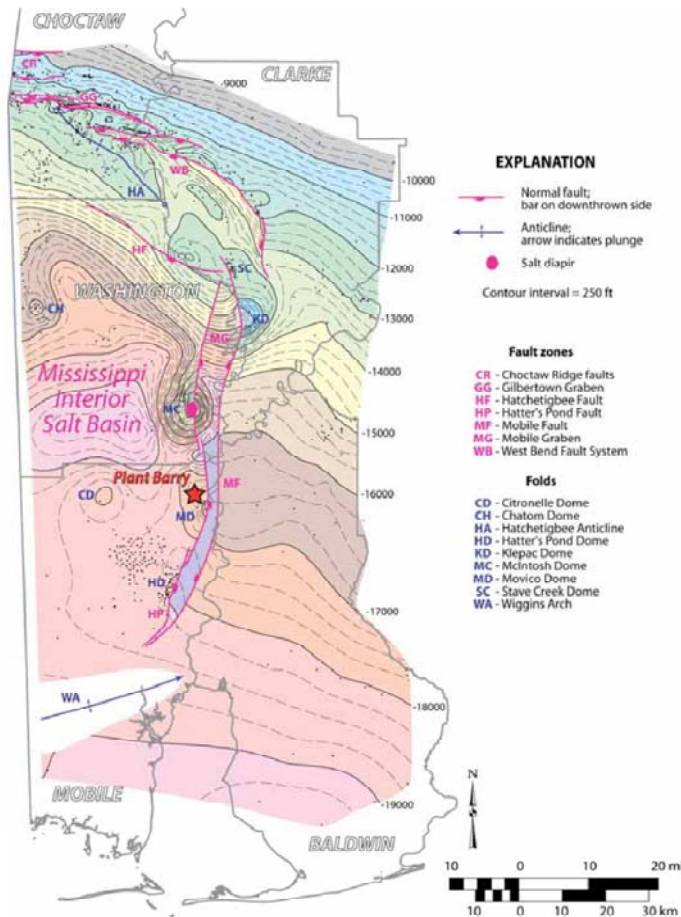 CHOCTAW
CLARKE
CR
-9000
GG
WB
HA
-10000
-11000
HF
SC
-12000
WASHINGTON
CH
KD
-13000
MG
-14000
Mississippi
Interior
Salt Basin
MC
-15000
Plant Barry
MF
CD
-16000
MD
HD
HP
-17000
WA
-18000
MOBILE
-19000
BALDWIN
EXPLANATION
Normal fault;
bar on downthrown side
Anticline;
arrow indicates plunge
Salt diapir
Contour interval = 250 ft
Fault zones
CR - Choctaw Ridge faults
GG - Gilbertown Graben
HF - Hatchetigbee Fault
HP - Hatter's Pond Fault
MF - Mobile Fault
MG - Mobile Graben
WB - West Bend Fault System
Folds
CD - Citronelle Dome
CH - Chatom Dome
HA - Hatchetigbee Anticline
HD - Hatter's Pond Dome
KD - Klepac Dome
MC - McIntosh Dome
MD - Movico Dome
SC - Stave Creek Dome
WA - Wiggins Arch
N
10 0 10 20 mi
10 0 10 20 30 km